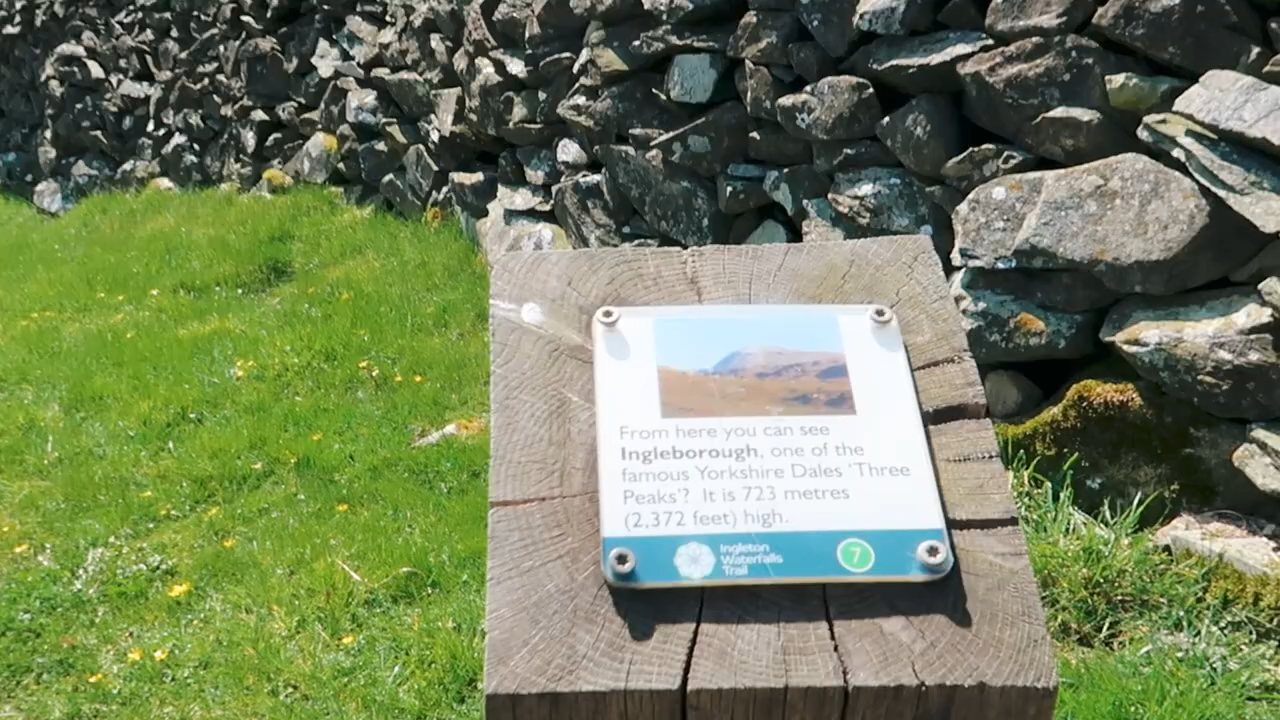 From here you can see
Ingleborough, one of the
famous Yorkshire Dales 'Three
Peaks'? It is 723 metres
(2,372 feet) high.
Ingleton
Waterfalls
Trail
7